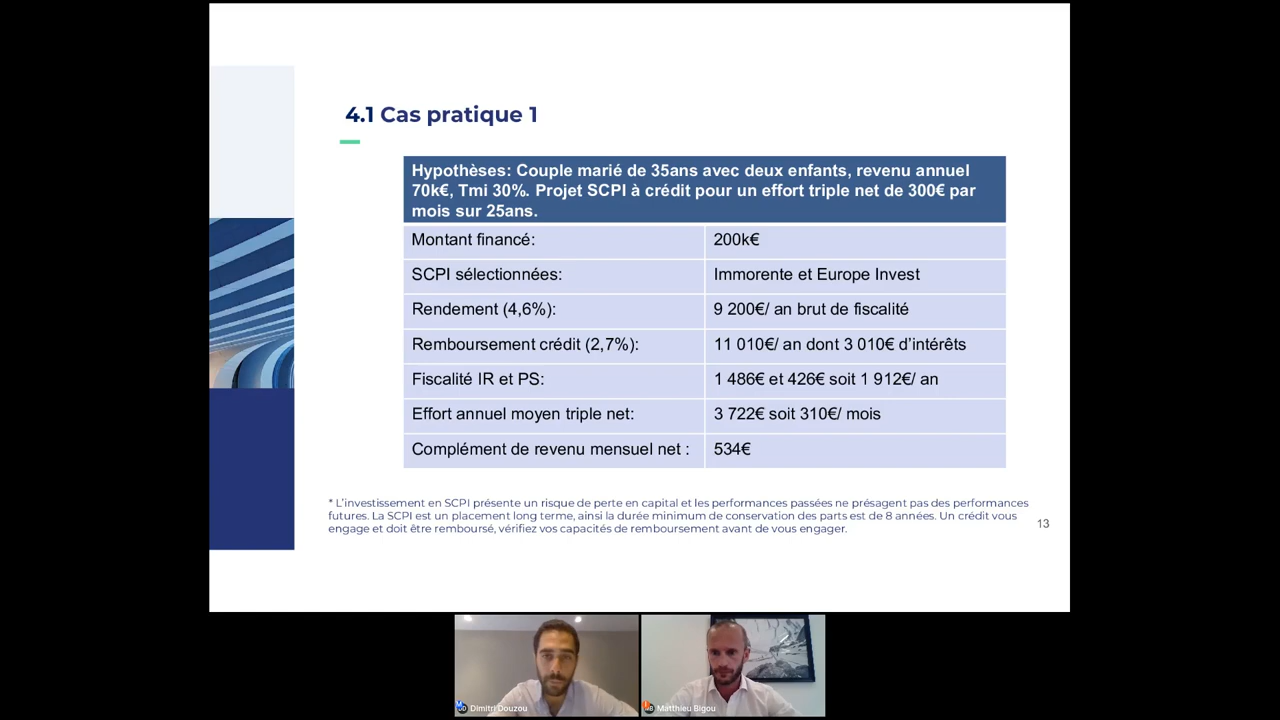 4.1 Cas pratique 1
Hypothèses: Couple marié de 35ans avec deux enfants, revenu annuel
70k€, Tmi 30%. Projet SCPI à crédit pour un effort triple net de 300€ par
mois sur 25ans.
Montant financé: 200k€
SCPI sélectionnées: Immorente et Europe Invest
Rendement (4,6%): 9 200€/ an brut de fiscalité
Remboursement crédit (2,7%): 11 010€/ an dont 3 010€ d'intérêts
Fiscalité IR et PS: 1 486€ et 426€ soit 1 912€/ an
Effort annuel moyen triple net: 3 722€ soit 310€/ mois
Complément de revenu mensuel net : 534€
* L'investissement en SCPI présente un risque de perte en capital et les performances passées ne présagent pas des performances
futures. La SCPI est un placement long terme, ainsi la durée minimum de conservation des parts est de 8 années. Un crédit vous
engage et doit être remboursé, vérifiez vos capacités de remboursement avant de vous engager.
13
Dimitri Douzou
Matthieu Bigou